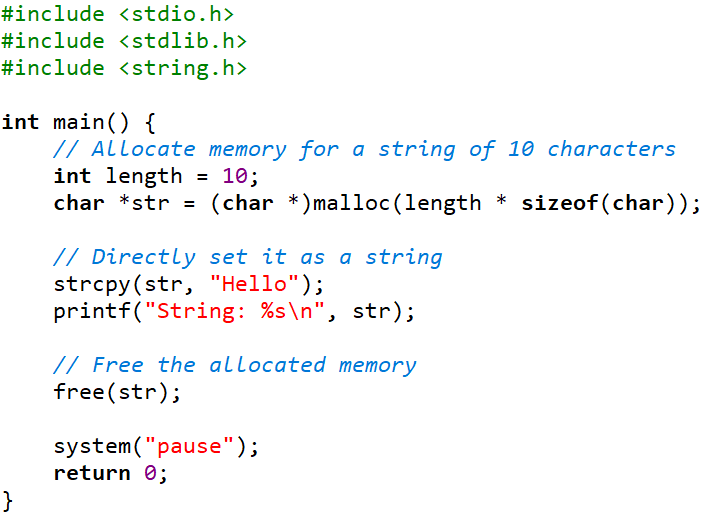 #include <stdio.h>
#include <stdlib.h>
#include <string.h>

int main() {
    // Allocate memory for a string of 10 characters
    int length = 10;
    char *str = (char *)malloc(length * sizeof(char));

    // Directly set it as a string
    strcpy(str, "Hello");
    printf("String: %s\n", str);

    // Free the allocated memory
    free(str);

    system("pause");
    return 0;
}